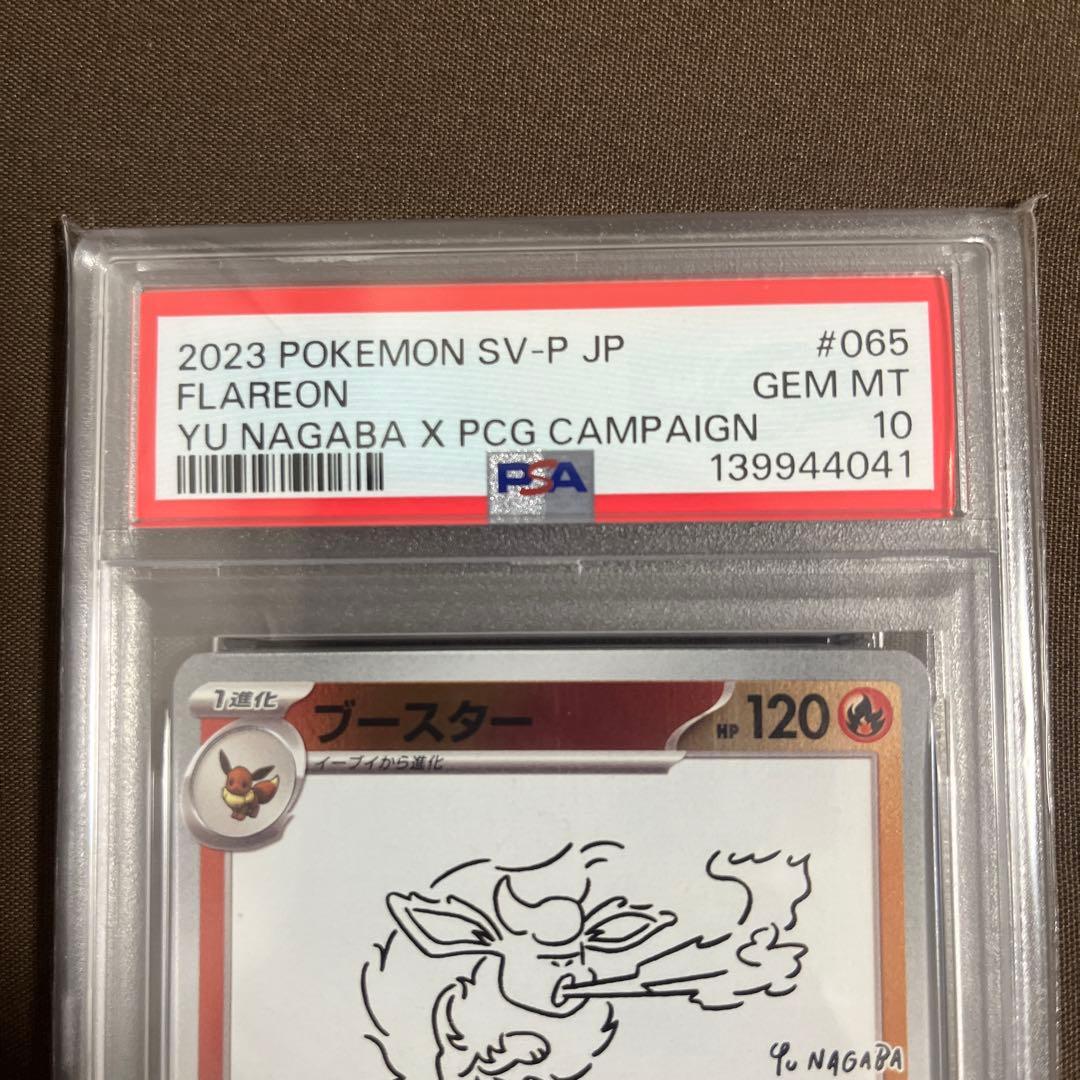 2023 POKEMON SV-P JP #065
FLAREON GEM MT
YU NAGABA X PCG CAMPAIGN 10
PSA 139944041
1進化 ブースター HP 120
イーブイから進化
Yu NAGABA